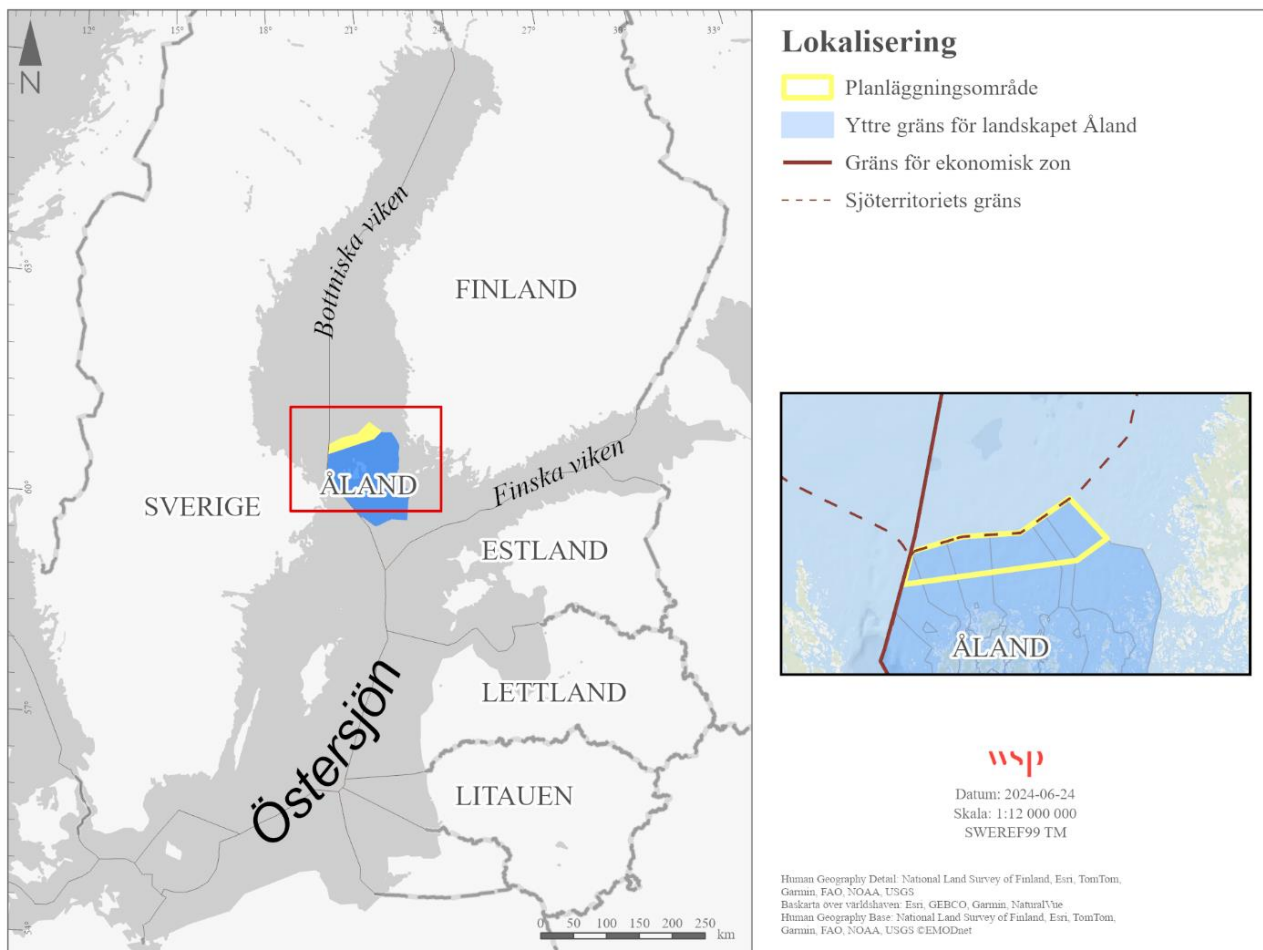 12°
18°
21°
24°
30°
33°
63°
60°
57°
54°
N
Bottniska viken
FINLAND
Finska viken
ÅLAND
SVERIGE
ESTLAND
LETTLAND
Östersjön
LITAUEN
0 50 100 150 200 250
km
Lokalisering
Planläggningsområde
Yttre gräns för landskapet Åland
Gräns för ekonomisk zon
Sjöterritoriets gräns
ÅLAND
wsp
Datum: 2024-06-24
Skala: 1:12 000 000
SWEREF99 TM
Human Geography Detail: National Land Survey of Finland, Esri, TomTom,
Garmin, FAO, NOAA, USGS
Baskarta över världshaven: Esri, GEBCO, Garmin, NaturalVue
Human Geography Base: National Land Survey of Finland, Esri, TomTom,
Garmin, FAO, NOAA, USGS ©EMODnet